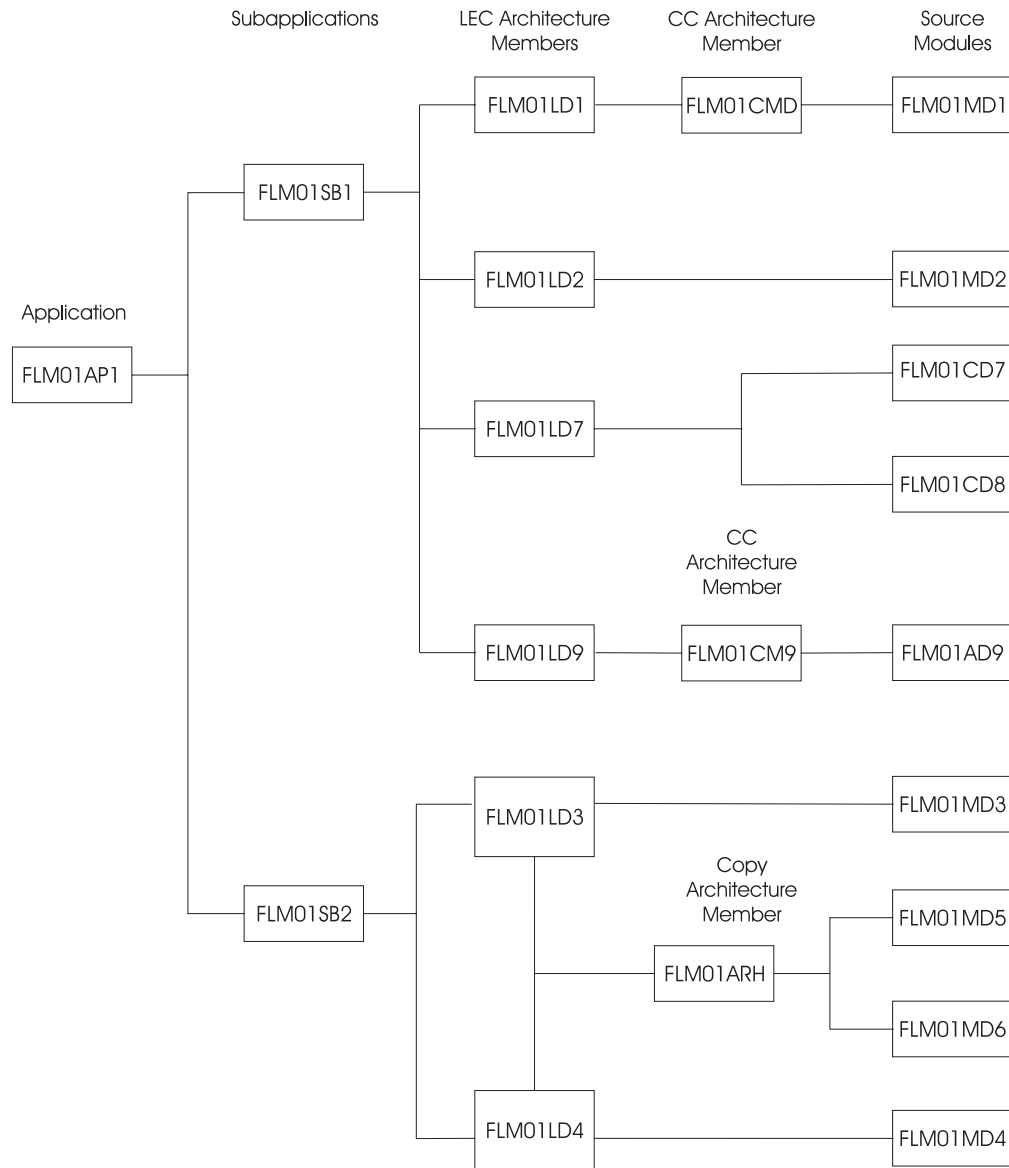 Subapplications
LEC Architecture
Members
CC Architecture
Member
Source
Modules
FLM01LD1
FLM01CMD
FLM01MD1
FLM01SB1
FLM01LD2
FLM01MD2
Application
FLM01AP1
FLM01CD7
FLM01LD7
FLM01CD8
CC
Architecture
Member
FLM01LD9
FLM01CM9
FLM01AD9
FLM01LD3
FLM01MD3
Copy
Architecture
Member
FLM01SB2
FLM01MD5
FLM01ARH
FLM01MD6
FLM01LD4
FLM01MD4